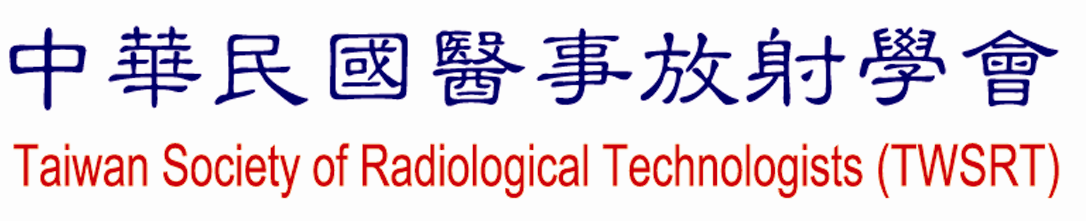 中華民國醫事放射學會
Taiwan Society of Radiological Technologists (TWSRT)